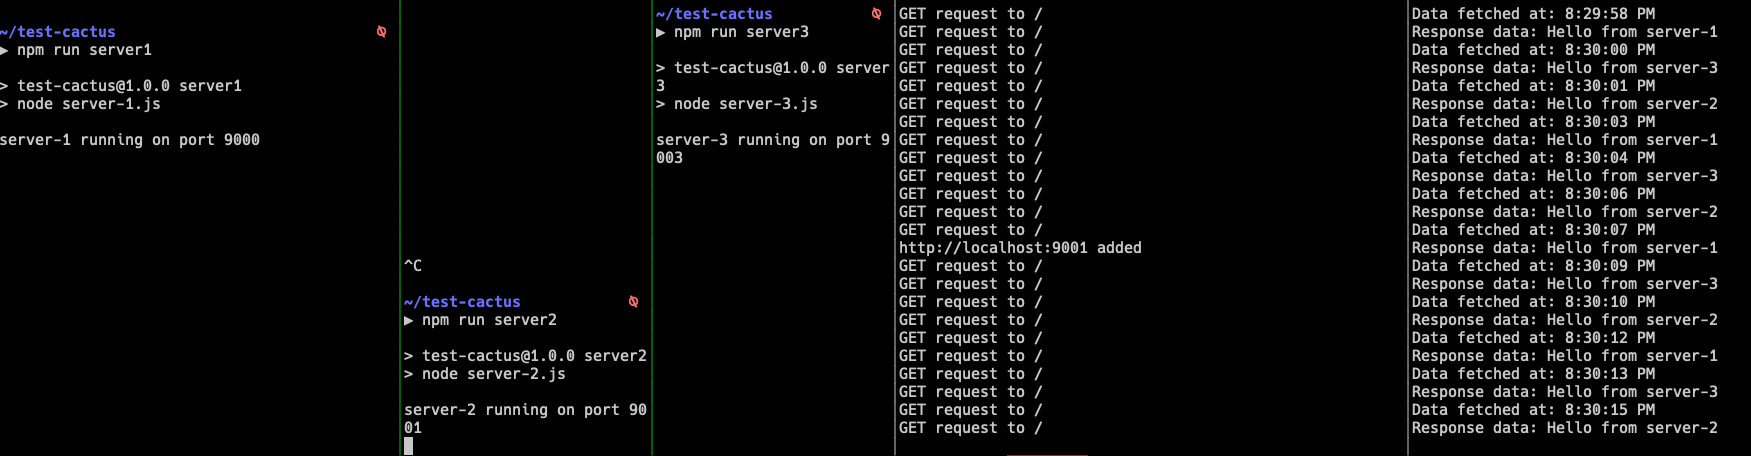 ~/test-cactus
▶ npm run server1
> test-cactus@1.0.0 server1
> node server-1.js
server-1 running on port 9000
^C
~/test-cactus
▶ npm run server2
> test-cactus@1.0.0 server2
> node server-2.js
server-2 running on port 90
01
~/test-cactus
▶ npm run server3
> test-cactus@1.0.0 server
3
> node server-3.js
server-3 running on port 9
003
GET request to /
GET request to /
GET request to /
GET request to /
GET request to /
GET request to /
GET request to /
GET request to /
GET request to /
GET request to /
GET request to /
GET request to /
GET request to /
http://localhost:9001 added
GET request to /
GET request to /
GET request to /
GET request to /
GET request to /
GET request to /
GET request to /
GET request to /
GET request to /
GET request to /
Data fetched at: 8:29:58 PM
Response data: Hello from server-1
Data fetched at: 8:30:00 PM
Response data: Hello from server-3
Data fetched at: 8:30:01 PM
Response data: Hello from server-2
Data fetched at: 8:30:03 PM
Response data: Hello from server-1
Data fetched at: 8:30:04 PM
Response data: Hello from server-3
Data fetched at: 8:30:06 PM
Response data: Hello from server-2
Data fetched at: 8:30:07 PM
Response data: Hello from server-1
Data fetched at: 8:30:09 PM
Response data: Hello from server-3
Data fetched at: 8:30:10 PM
Response data: Hello from server-2
Data fetched at: 8:30:12 PM
Response data: Hello from server-1
Data fetched at: 8:30:13 PM
Response data: Hello from server-3
Data fetched at: 8:30:15 PM
Response data: Hello from server-2